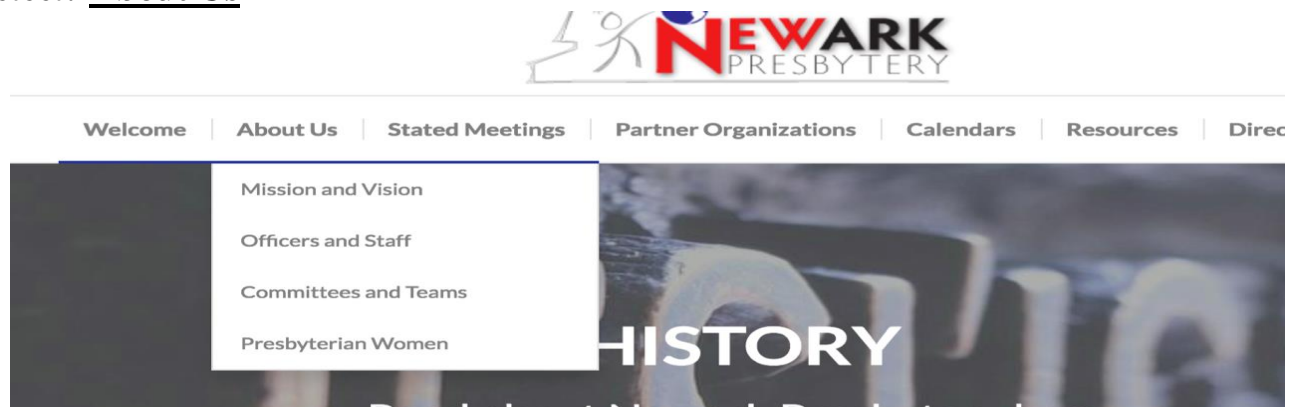 NEWARK
PRESBYTERY
Welcome About Us Stated Meetings Partner Organizations Calendars Resources
Mission and Vision
Officers and Staff
Committees and Teams
Presbyterian Women
HISTORY